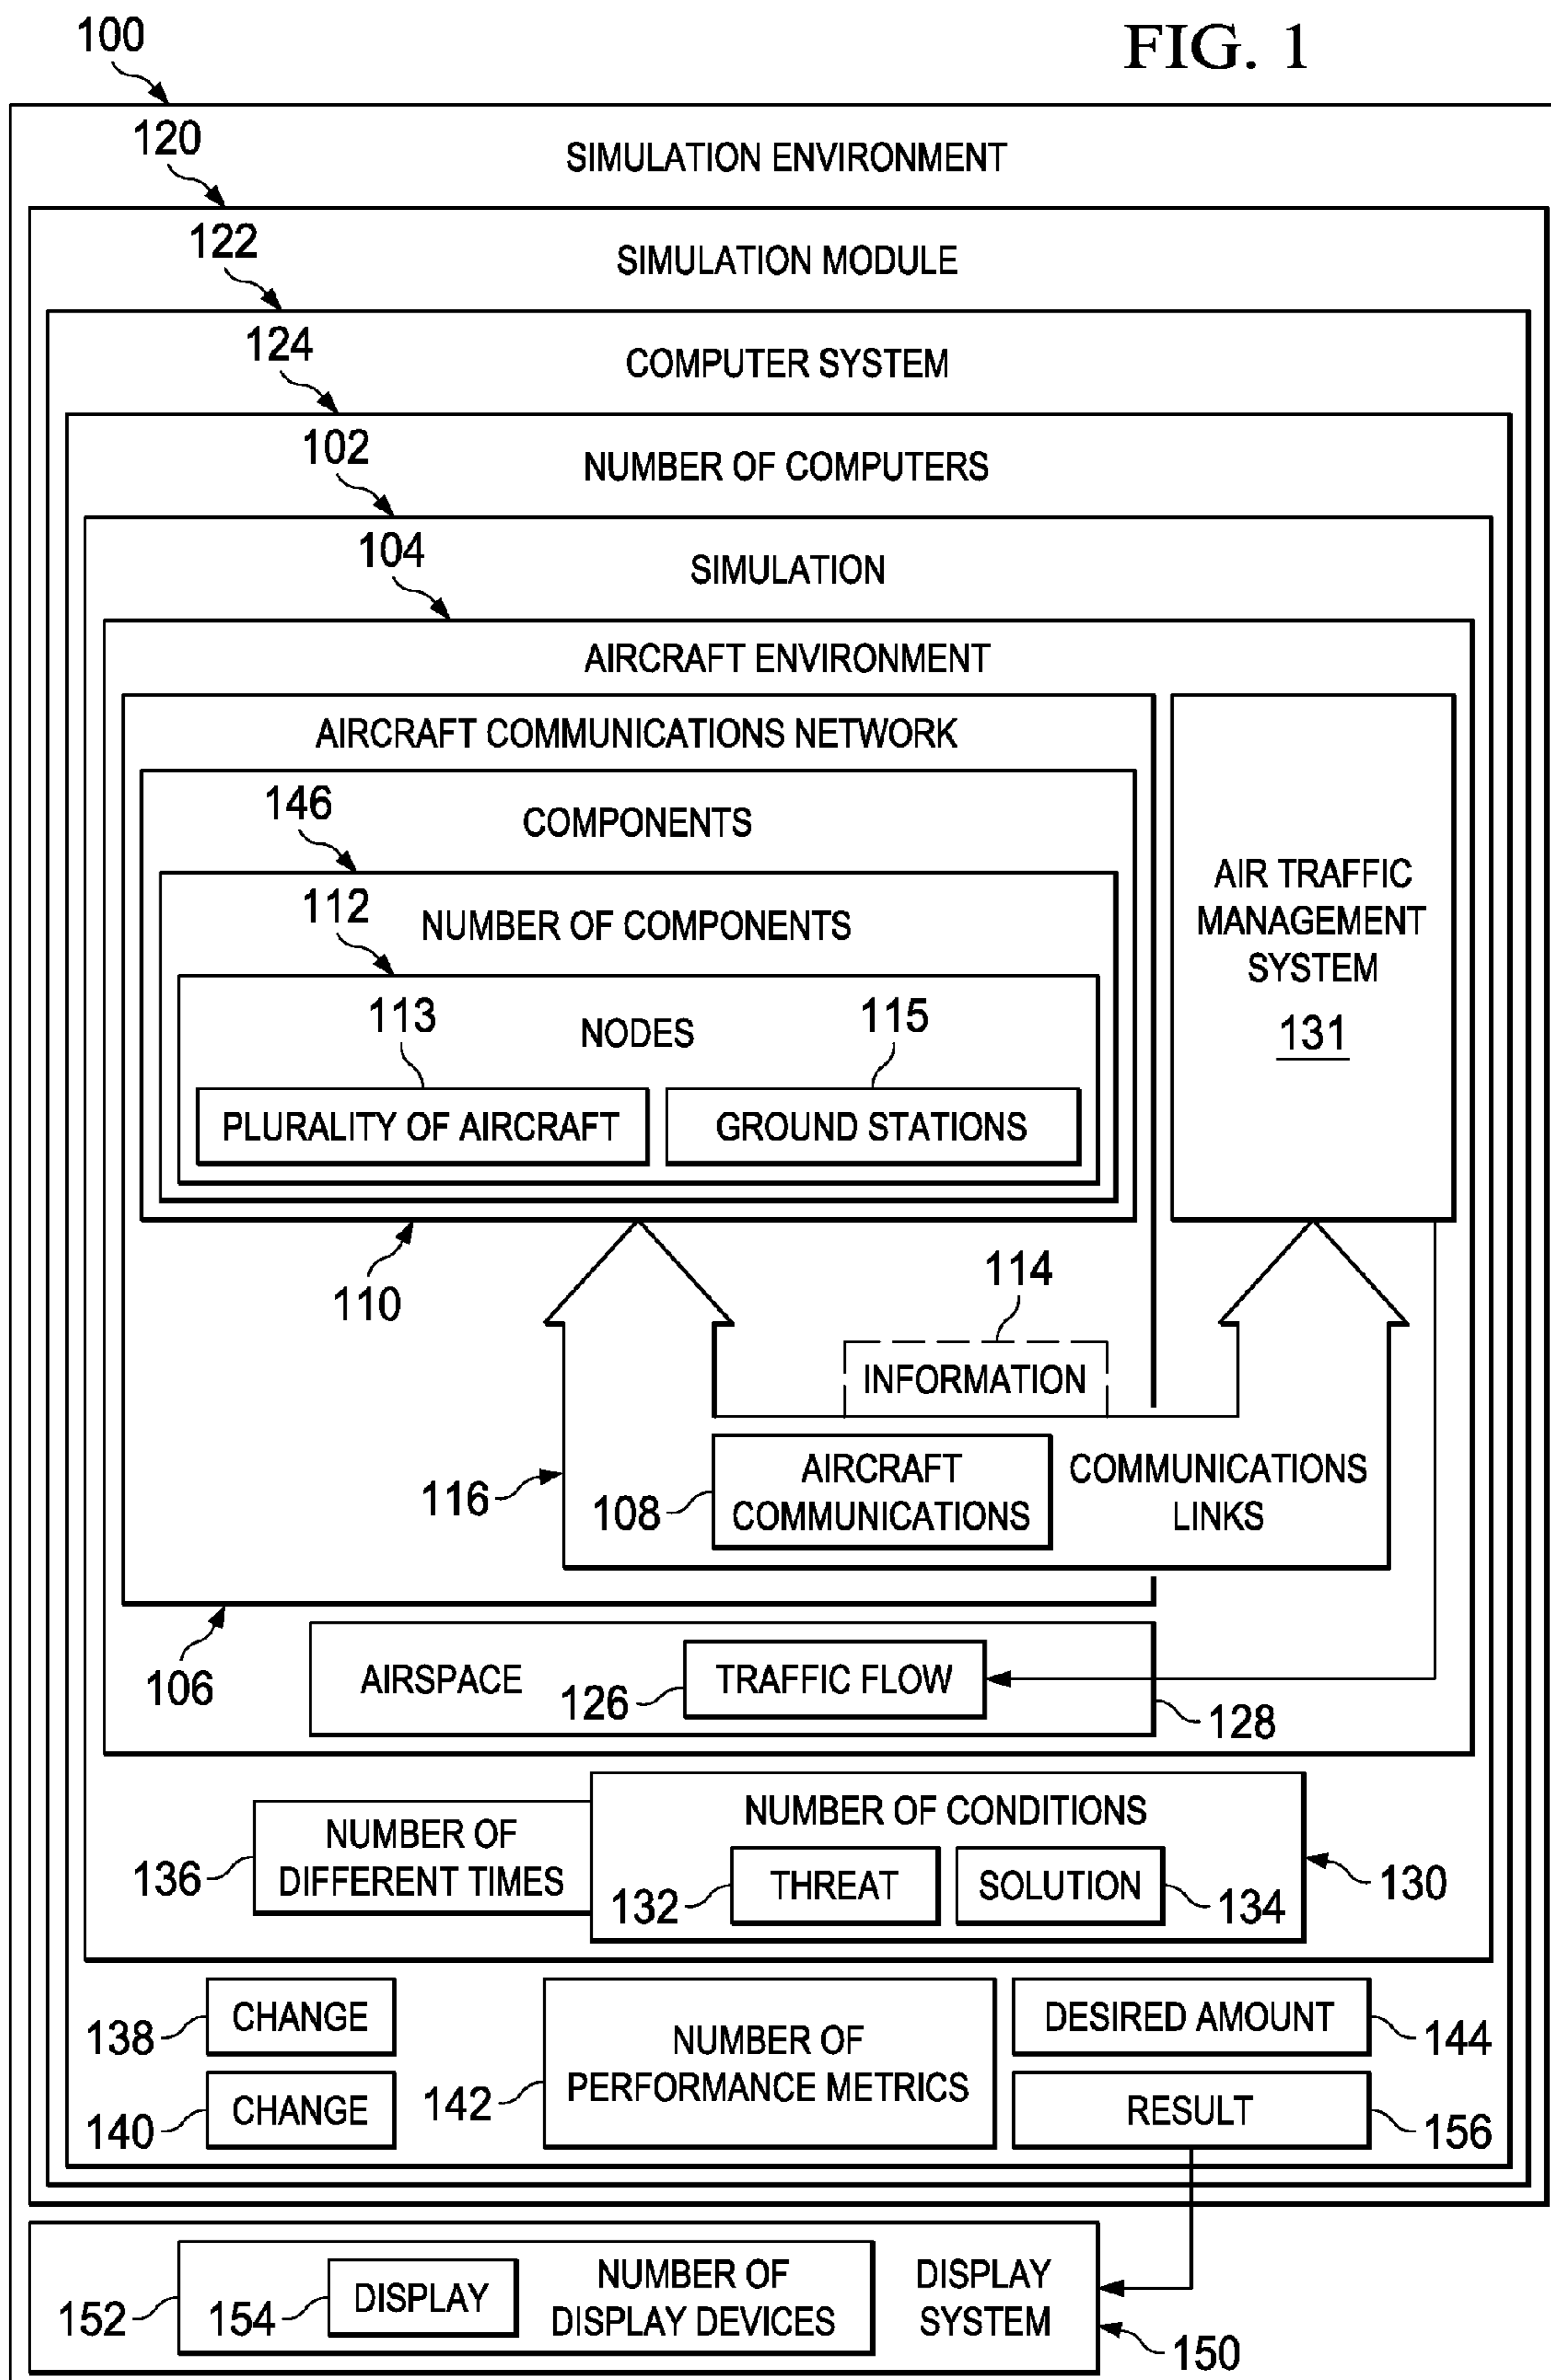 FIG. 1
100
120
SIMULATION ENVIRONMENT
122
SIMULATION MODULE
124
COMPUTER SYSTEM
102
NUMBER OF COMPUTERS
104
SIMULATION
AIRCRAFT ENVIRONMENT
AIRCRAFT COMMUNICATIONS NETWORK
146
COMPONENTS
112
NUMBER OF COMPONENTS
113
NODES
115
PLURALITY OF AIRCRAFT
GROUND STATIONS
AIR TRAFFIC
MANAGEMENT
SYSTEM
131
110
114
INFORMATION
116
108
AIRCRAFT
COMMUNICATIONS
COMMUNICATIONS
LINKS
106
AIRSPACE
126
TRAFFIC FLOW
128
136
NUMBER OF
DIFFERENT TIMES
NUMBER OF CONDITIONS
132
THREAT
SOLUTION
134
130
138
CHANGE
140
CHANGE
142
NUMBER OF
PERFORMANCE METRICS
DESIRED AMOUNT
144
RESULT
156
152
154
DISPLAY
NUMBER OF
DISPLAY DEVICES
DISPLAY
SYSTEM
150